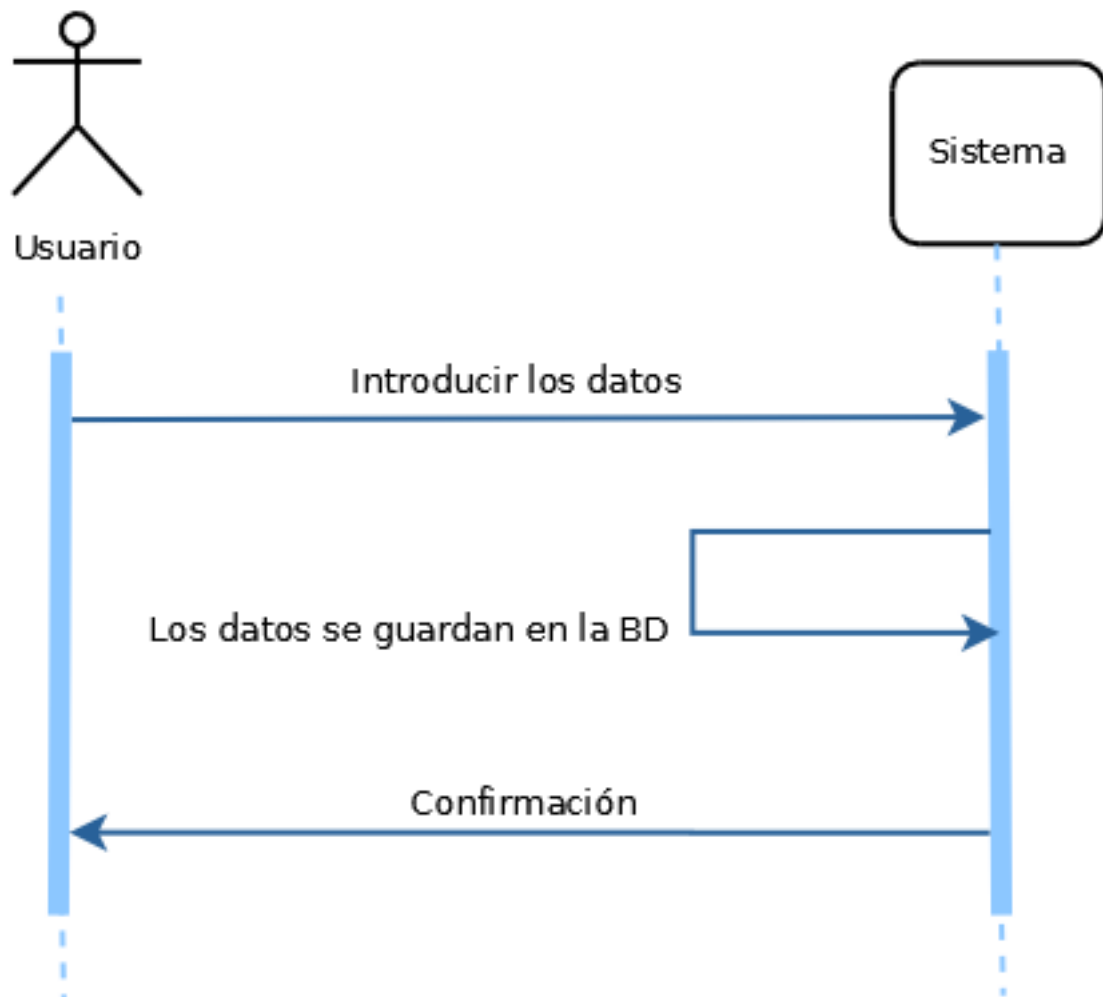 Usuario
Sistema
Introducir los datos
Los datos se guardan en la BD
Confirmación